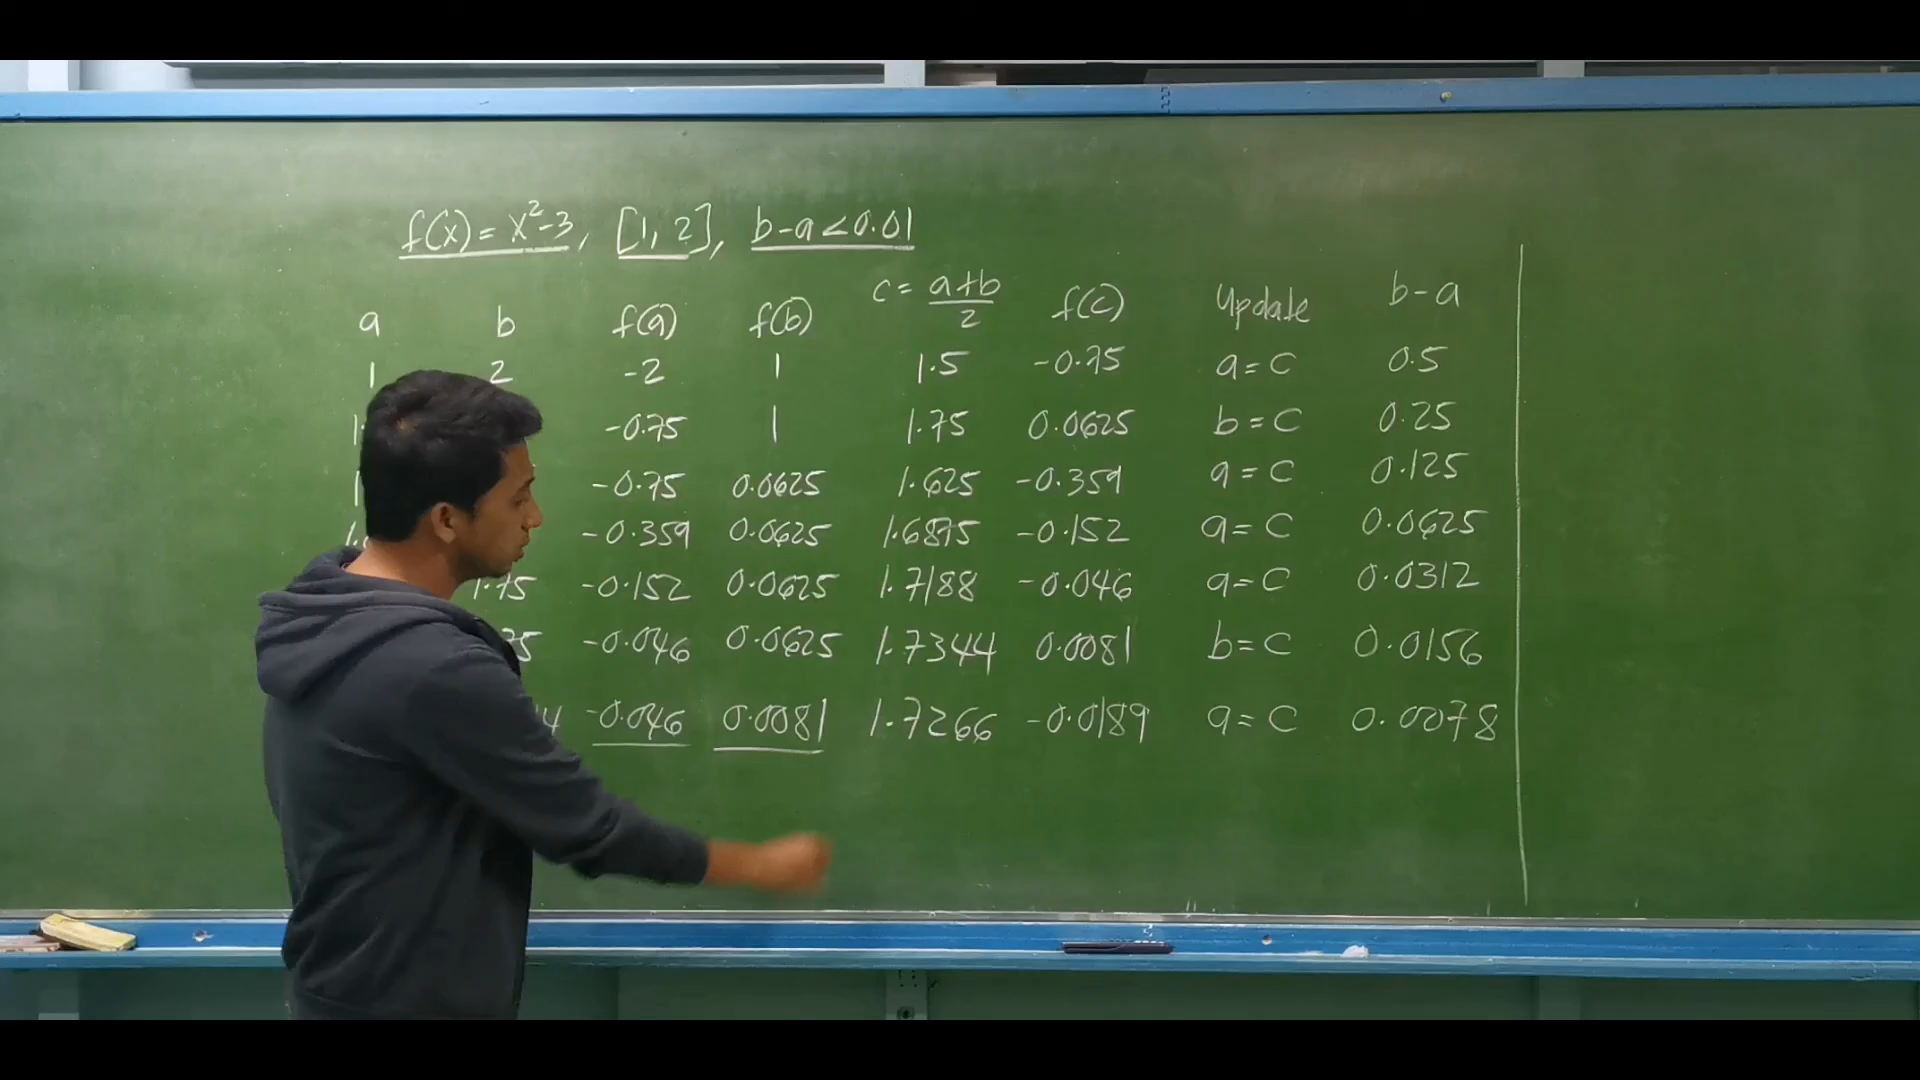 f(x) = x²-3, [1, 2], b-a<0.01
a b f(a) f(b) c = a+b/2 f(c) Update b-a
1 2 -2 1 1.5 -0.75 a=c 0.5
-0.75 1 1.75 0.0625 b=c 0.25
-0.75 0.0625 1.625 -0.359 a=c 0.125
-0.359 0.0625 1.6875 -0.152 a=c 0.0625
1.75 -0.152 0.0625 1.7188 -0.046 a=c 0.0312
-0.046 0.0625 1.7344 0.0081 b=c 0.0156
-0.046 0.0081 1.7266 -0.0189 a=c 0.0078